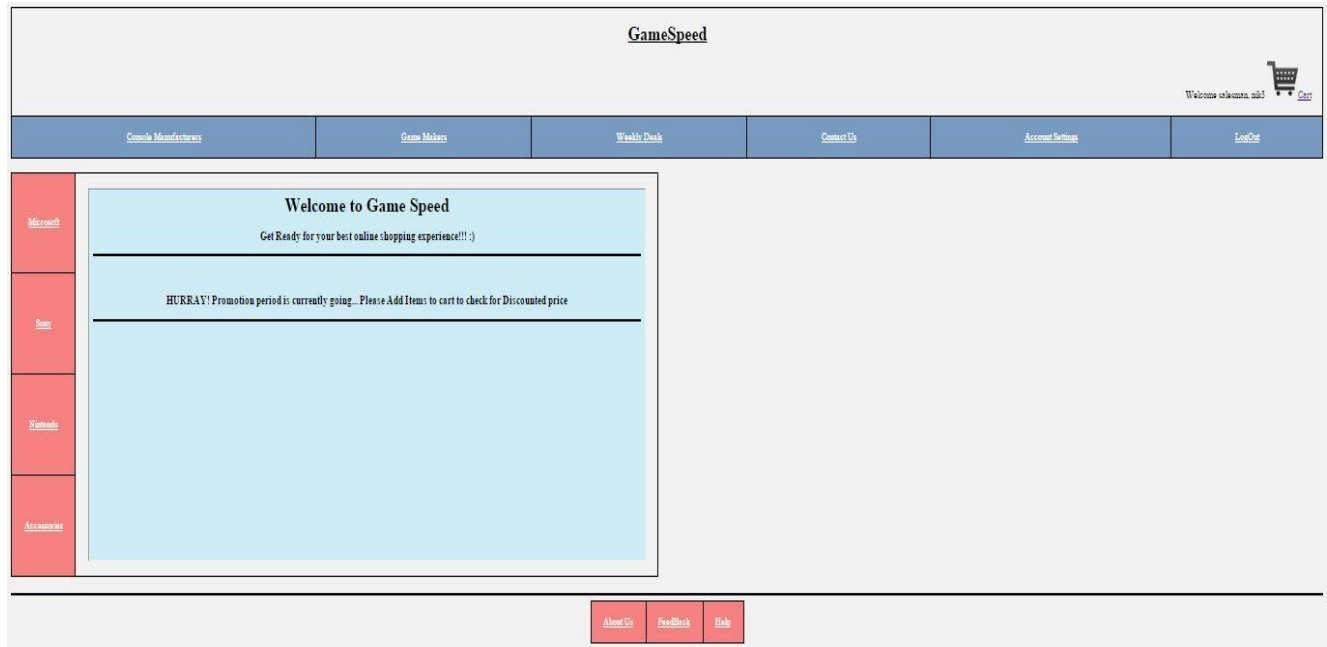 GameSpeed
Welcome salesman, nik3 Cart
Console Manufacturers Game Makers Weekly Deals Contact Us Account Settings LogOut
Microsoft
Welcome to Game Speed
Get Ready for your best online shopping experience!!! :)
HURRAY! Promotion period is currently going... Please Add Items to cart to check for Discounted price
Sony
Nintendo
Accessories
About Us FeedBack Help